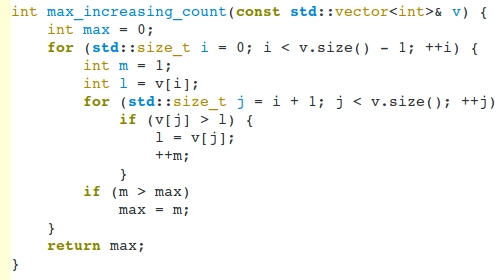 int max_increasing_count(const std::vector<int>& v) {
    int max = 0;
    for (std::size_t i = 0; i < v.size() - 1; ++i) {
        int m = 1;
        int l = v[i];
        for (std::size_t j = i + 1; j < v.size(); ++j)
            if (v[j] > l) {
                l = v[j];
                ++m;
            }
        if (m > max)
            max = m;
    }
    return max;
}